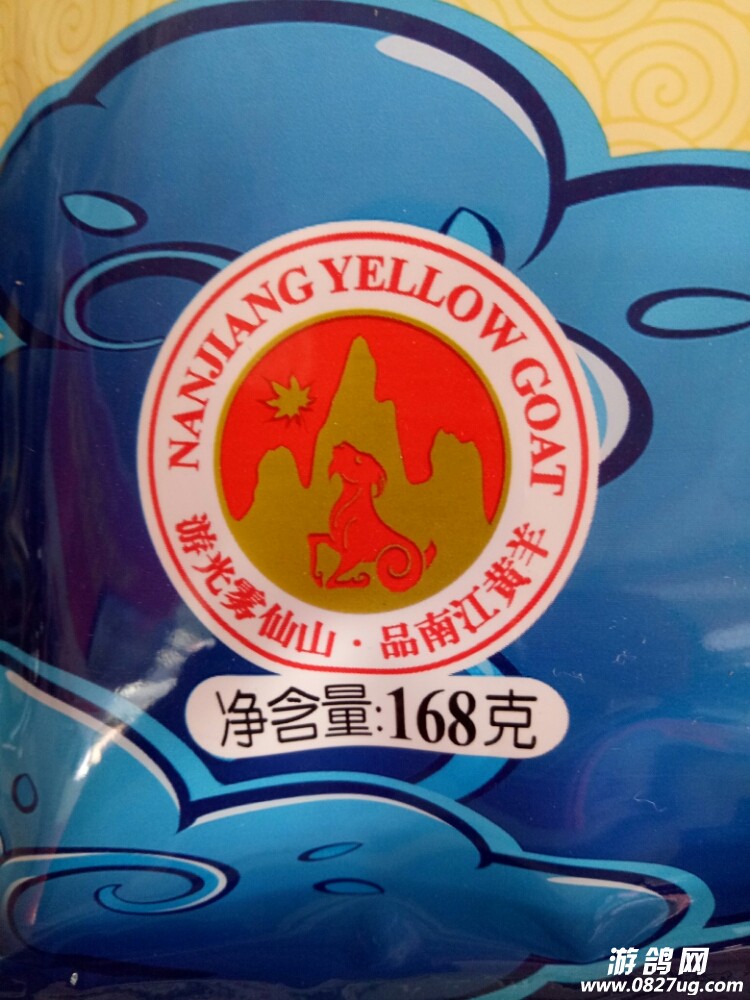 NANJIANG YELLOW GOAT
游光雾仙山·品南江黄羊
净含量:168克
游鸽网
www.0827ug.com